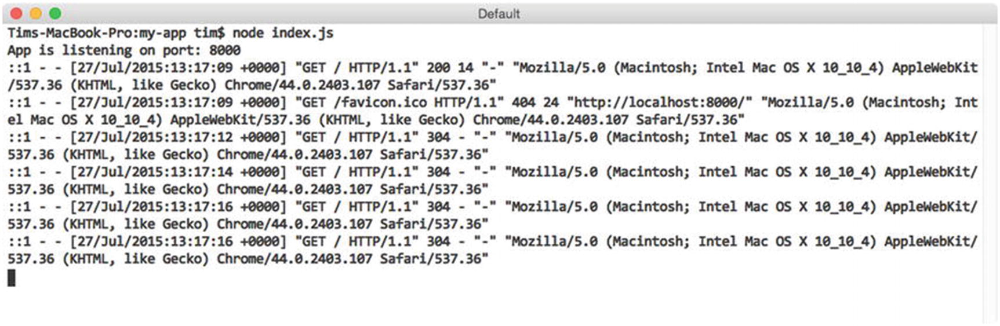 Default
Tims-MacBook-Pro:my-app tim$ node index.js
App is listening on port: 8000
::1 - - [27/Jul/2015:13:17:09 +0000] "GET / HTTP/1.1" 200 14 "-" "Mozilla/5.0 (Macintosh; Intel Mac OS X 10_10_4) AppleWebKit
/537.36 (KHTML, like Gecko) Chrome/44.0.2403.107 Safari/537.36"
::1 - - [27/Jul/2015:13:17:09 +0000] "GET /favicon.ico HTTP/1.1" 404 24 "http://localhost:8000/" "Mozilla/5.0 (Macintosh; Int
el Mac OS X 10_10_4) AppleWebKit/537.36 (KHTML, like Gecko) Chrome/44.0.2403.107 Safari/537.36"
::1 - - [27/Jul/2015:13:17:12 +0000] "GET / HTTP/1.1" 304 - "-" "Mozilla/5.0 (Macintosh; Intel Mac OS X 10_10_4) AppleWebKit/
537.36 (KHTML, like Gecko) Chrome/44.0.2403.107 Safari/537.36"
::1 - - [27/Jul/2015:13:17:14 +0000] "GET / HTTP/1.1" 304 - "-" "Mozilla/5.0 (Macintosh; Intel Mac OS X 10_10_4) AppleWebKit/
537.36 (KHTML, like Gecko) Chrome/44.0.2403.107 Safari/537.36"
::1 - - [27/Jul/2015:13:17:16 +0000] "GET / HTTP/1.1" 304 - "-" "Mozilla/5.0 (Macintosh; Intel Mac OS X 10_10_4) AppleWebKit/
537.36 (KHTML, like Gecko) Chrome/44.0.2403.107 Safari/537.36"
::1 - - [27/Jul/2015:13:17:16 +0000] "GET / HTTP/1.1" 304 - "-" "Mozilla/5.0 (Macintosh; Intel Mac OS X 10_10_4) AppleWebKit/
537.36 (KHTML, like Gecko) Chrome/44.0.2403.107 Safari/537.36"